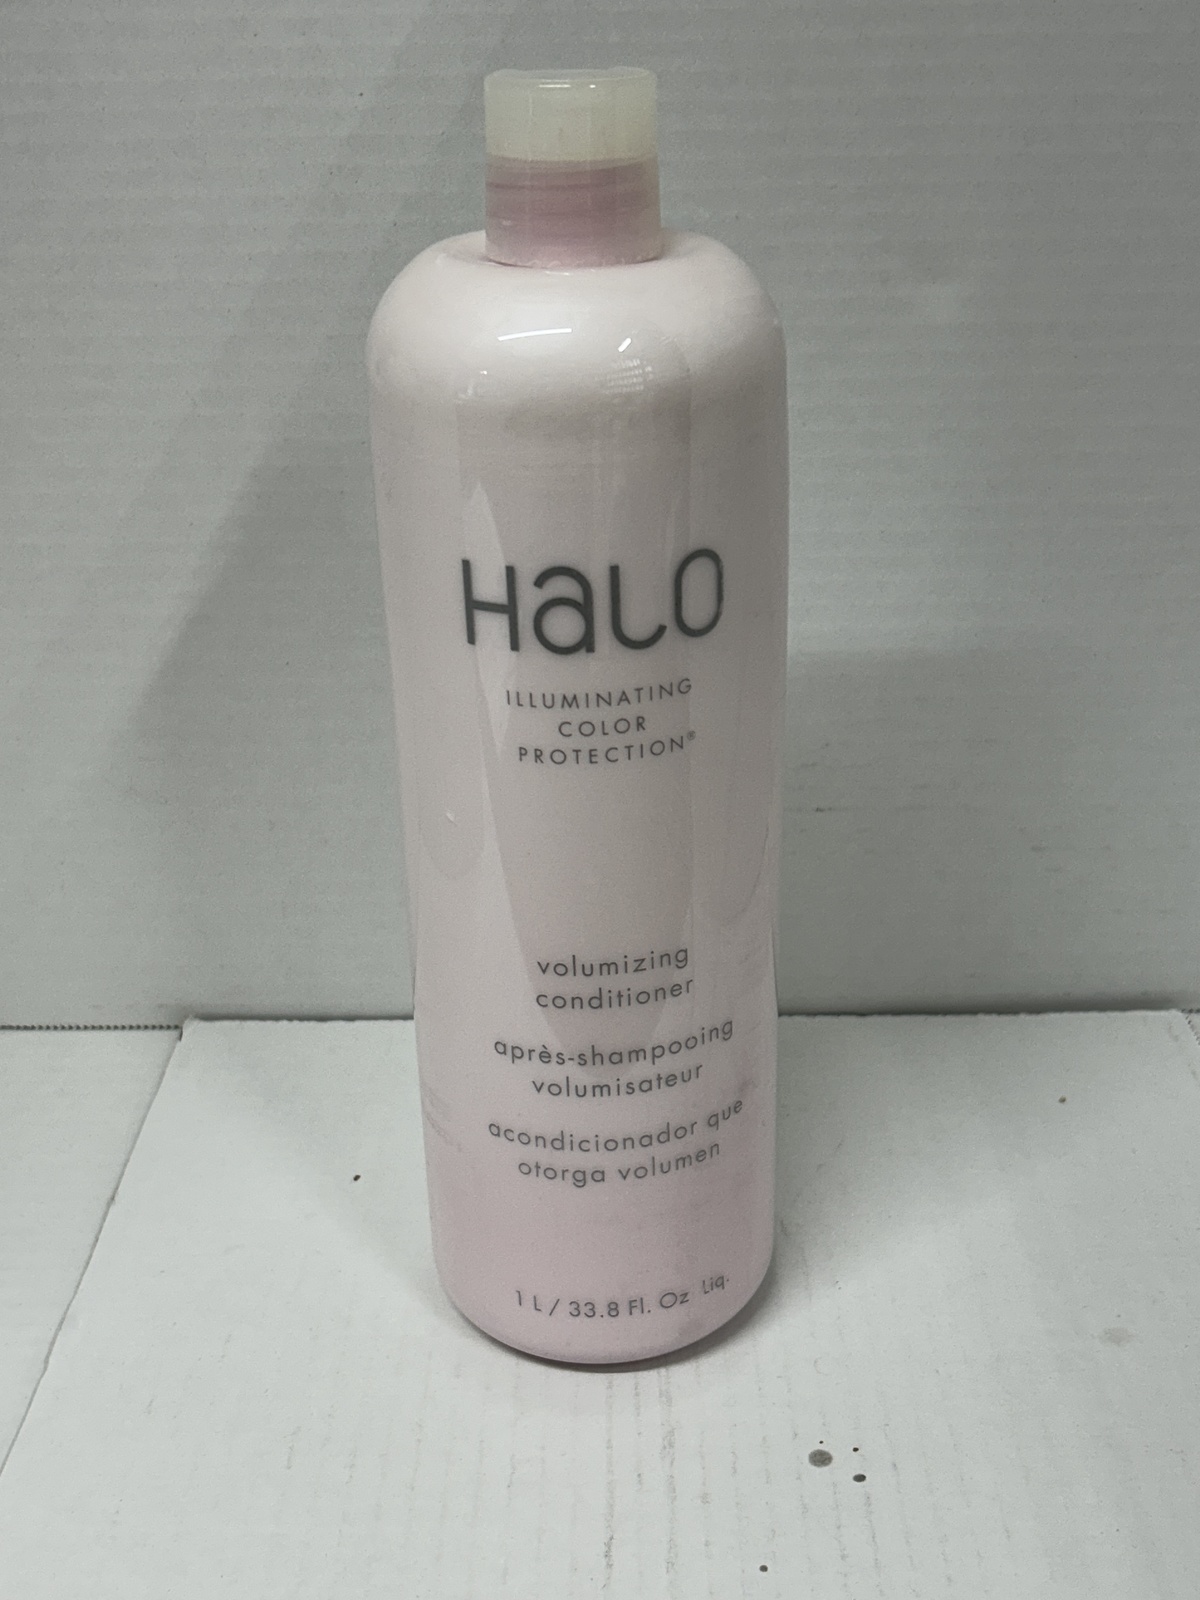 Halo
ILLUMINATING
COLOR
PROTECTION®
volumizing
conditioner
après-shampooing
volumisateur
acondicionador que
otorga volumen
1 L / 33.8 Fl. Oz Liq.